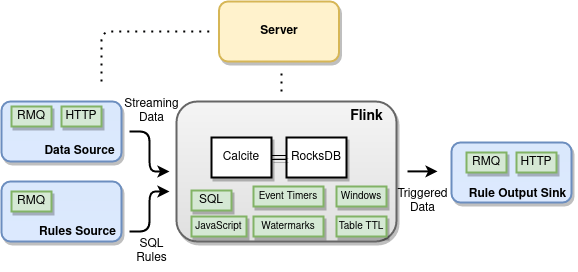 Server
RMQ
HTTP
Data Source
Streaming
Data
RMQ
Rules Source
SQL
Rules
Flink
Calcite
RocksDB
SQL
Event Timers
Windows
JavaScript
Watermarks
Table TTL
Triggered
Data
RMQ
HTTP
Rule Output Sink